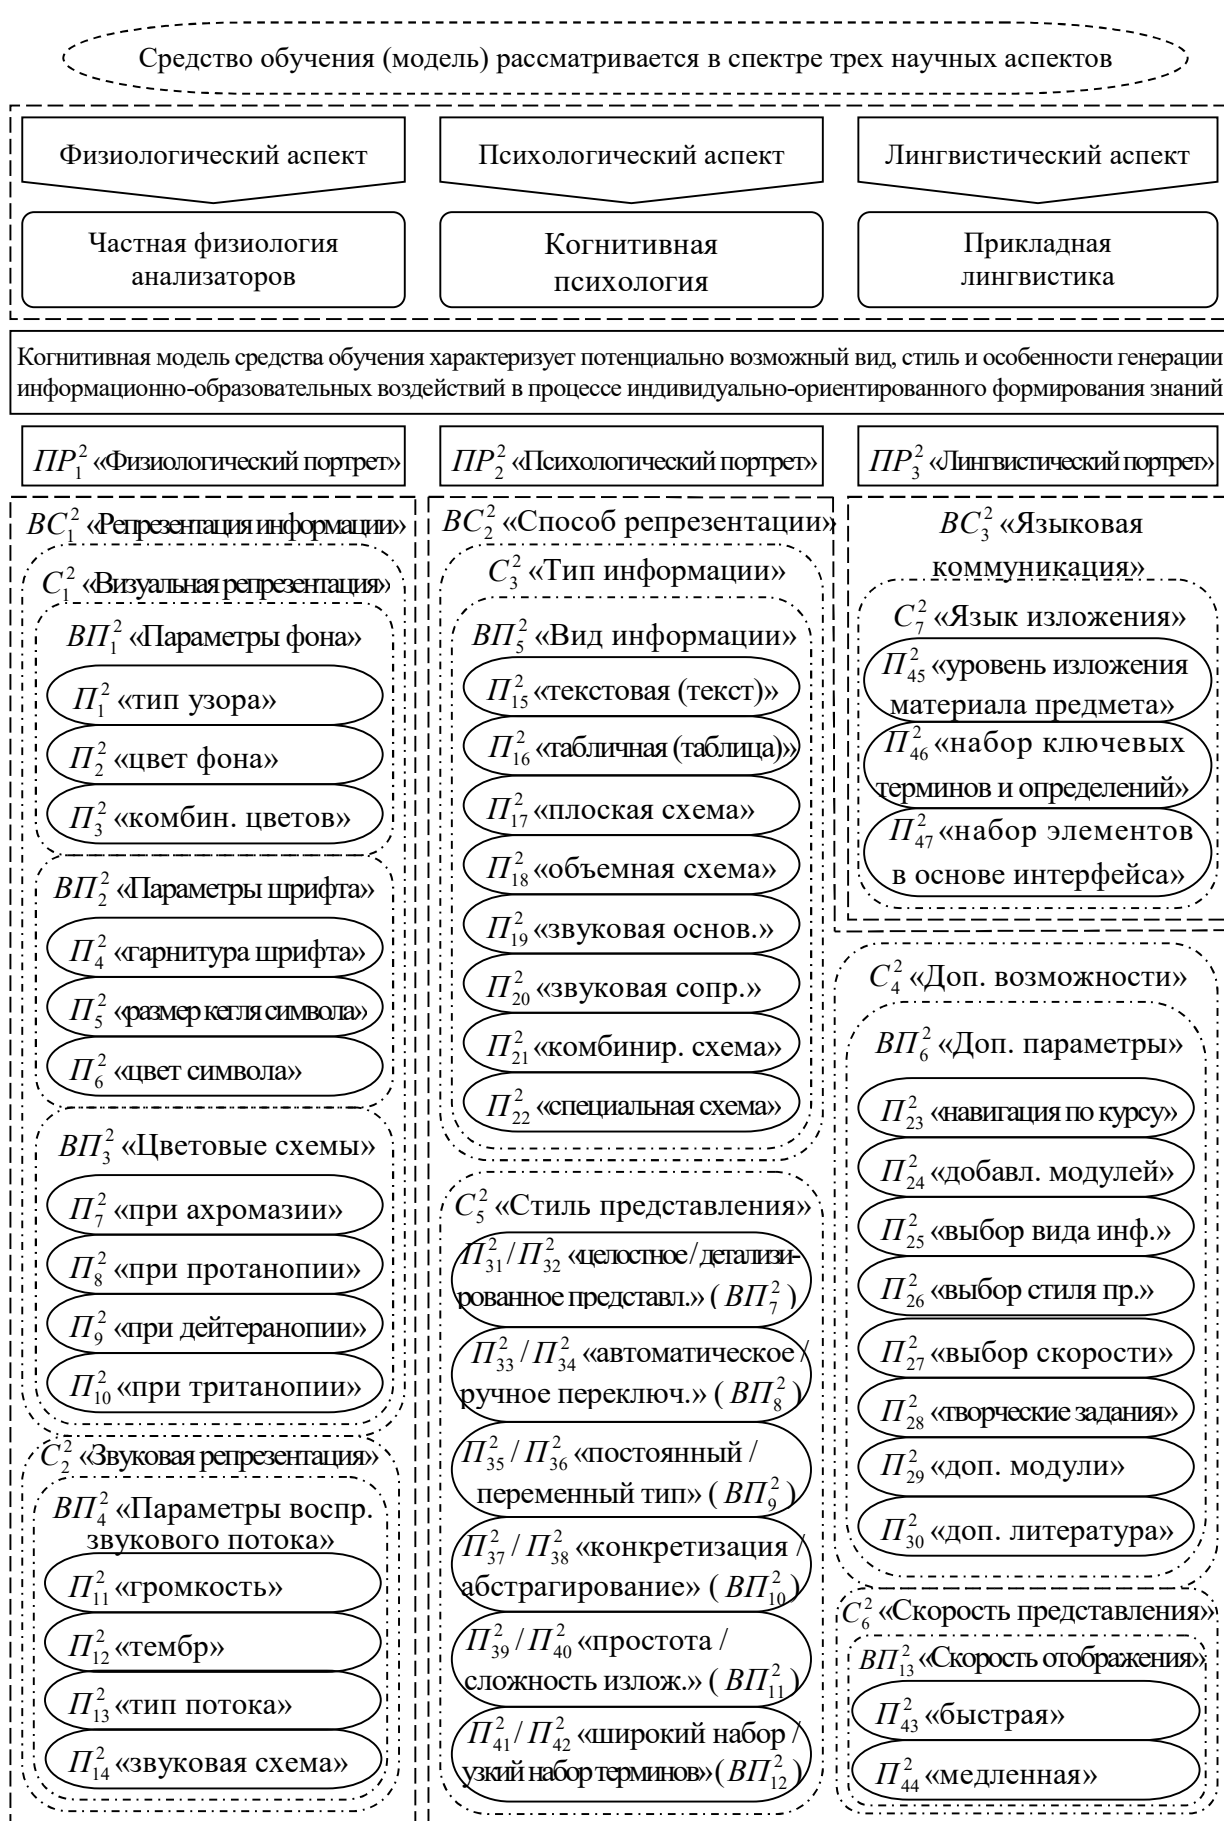 Средство обучения (модель) рассматривается в спектре трех научных аспектов
Физиологический аспект
Психологический аспект
Лингвистический аспект
Частная физиология
анализаторов
Когнитивная
психология
Прикладная
лингвистика
Когнитивная модель средства обучения характеризует потенциально возможный вид, стиль и особенности генерации
информационно-образовательных воздействий в процессе индивидуально-ориентированного формирования знаний
ПР₁² «Физиологический портрет»
ПР₂² «Психологический портрет»
ПР₃² «Лингвистический портрет»
ВС₁² «Репрезентация информации»
С₁² «Визуальная репрезентация»
ВП₁² «Параметры фона»
П₁² «тип узора»
П₂² «цвет фона»
П₃² «комбин. цветов»
ВП₂² «Параметры шрифта»
П₄² «гарнитура шрифта»
П₅² «размер кегля символа»
П₆² «цвет символа»
ВП₃² «Цветовые схемы»
П₇² «при ахромазии»
П₈² «при протанопии»
П₉² «при дейтеранопии»
П₁₀² «при тританопии»
С₂² «Звуковая репрезентация»
ВП₄² «Параметры воспр.
звукового потока»
П₁₁² «громкость»
П₁₂² «тембр»
П₁₃² «тип потока»
П₁₄² «звуковая схема»
ВС₂² «Способ репрезентации»
С₃² «Тип информации»
ВП₅² «Вид информации»
П₁₅² «текстовая (текст)»
П₁₆² «табличная (таблица)»
П₁₇² «плоская схема»
П₁₈² «объемная схема»
П₁₉² «звуковая основ.»
П₂₀² «звуковая сопр.»
П₂₁² «комбинир. схема»
П₂₂² «специальная схема»
С₅² «Стиль представления»
П₃₁² / П₃₂² «целостное / детализи-
рованное представл.» ( ВП₇² )
П₃₃² / П₃₄² «автоматическое /
ручное переключ.» ( ВП₈² )
П₃₅² / П₃₆² «постоянный /
переменный тип» ( ВП₉² )
П₃₇² / П₃₈² «конкретизация /
абстрагирование» ( ВП₁₀² )
П₃₉² / П₄₀² «простота /
сложность излож.» ( ВП₁₁² )
П₄₁² / П₄₂² «широкий набор /
узкий набор терминов» ( ВП₁₂² )
ВС₃² «Языковая
коммуникация»
С₇² «Язык изложения»
П₄₅² «уровень изложения
материала предмета»
П₄₆² «набор ключевых
терминов и определений»
П₄₇² «набор элементов
в основе интерфейса»
С₄² «Доп. возможности»
ВП₆² «Доп. параметры»
П₂₃² «навигация по курсу»
П₂₄² «добавл. модулей»
П₂₅² «выбор вида инф.»
П₂₆² «выбор стиля пр.»
П₂₇² «выбор скорости»
П₂₈² «творческие задания»
П₂₉² «доп. модули»
П₃₀² «доп. литература»
С₆² «Скорость представления»
ВП₁₃² «Скорость отображения»
П₄₃² «быстрая»
П₄₄² «медленная»